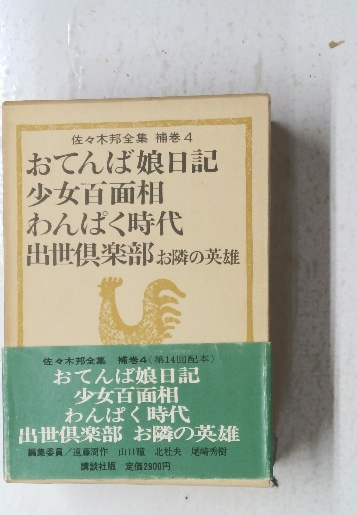 佐々木邦全集 補巻4
おてんば娘日記
少女百面相
わんぱく時代
出世倶楽部 お隣の英雄
佐々木邦全集 補巻4(第14回配本)
おてんば娘日記
少女百面相
わんぱく時代
出世倶楽部 お隣の英雄
編集委員/遠藤周作 山口瞳 北杜夫 尾崎秀樹
講談社版 定価2900円